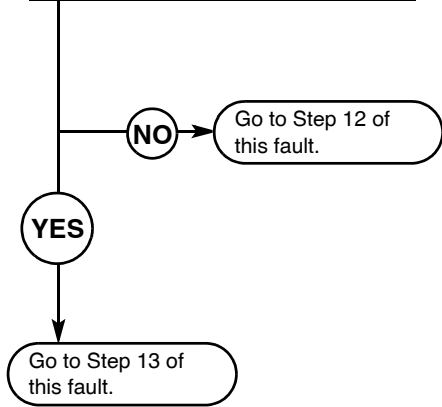 NO
Go to Step 12 of
this fault.
YES
Go to Step 13 of
this fault.